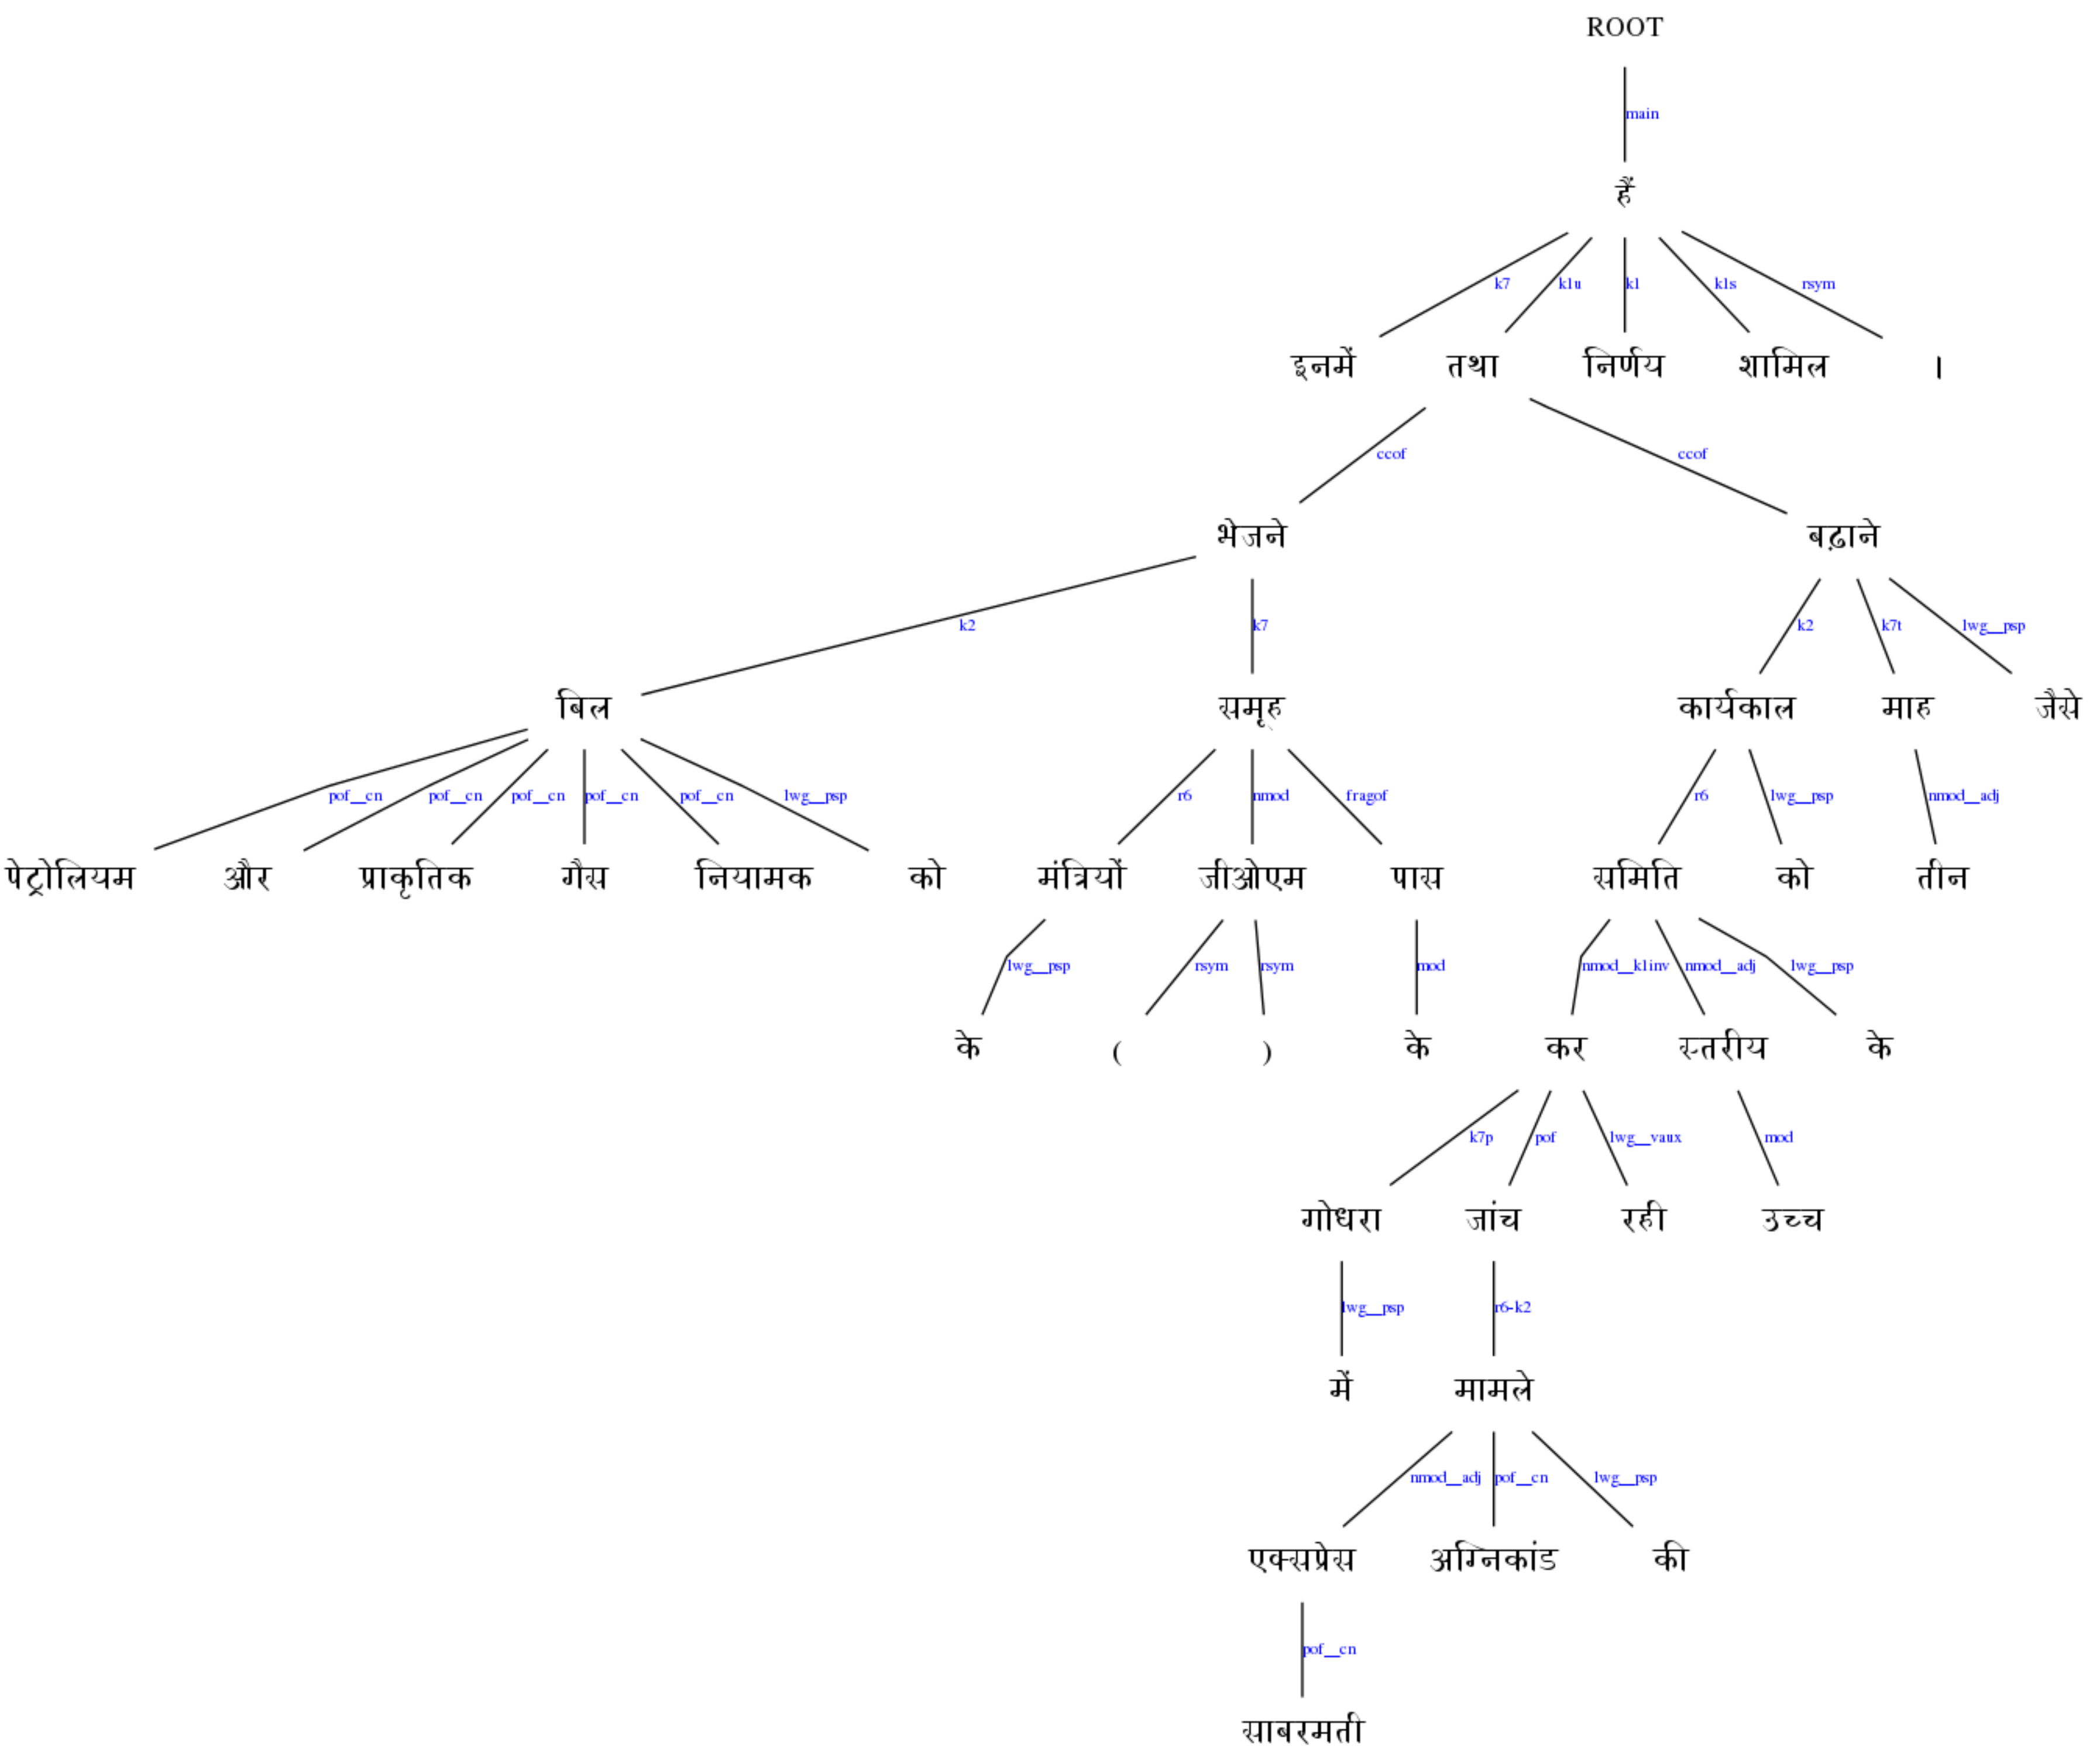 ROOT
main
हैं
k7 k1u k1 k1s rsym
इनमें तथा निर्णय शामिल ।
ccof ccof
भेजने बढ़ाने
k2 k7 k2 k7t lwg__psp
बिल समूह कार्यकाल माह जैसे
pof__cn pof__cn pof__cn pof__cn pof__cn lwg__psp r6 nmod fragof r6 lwg__psp nmod__adj
पेट्रोलियम और प्राकृतिक गैस नियामक को मंत्रियों जीओएम पास समिति को तीन
lwg__psp rsym rsym mod nmod__k1inv nmod__adj lwg__psp
के ( ) के कर स्तरीय के
k7p pof lwg__vaux mod
गोधरा जांच रही उच्च
lwg__psp r6-k2
में मामले
nmod__adj pof__cn lwg__psp
एक्सप्रेस अग्निकांड की
pof__cn
साबरमती